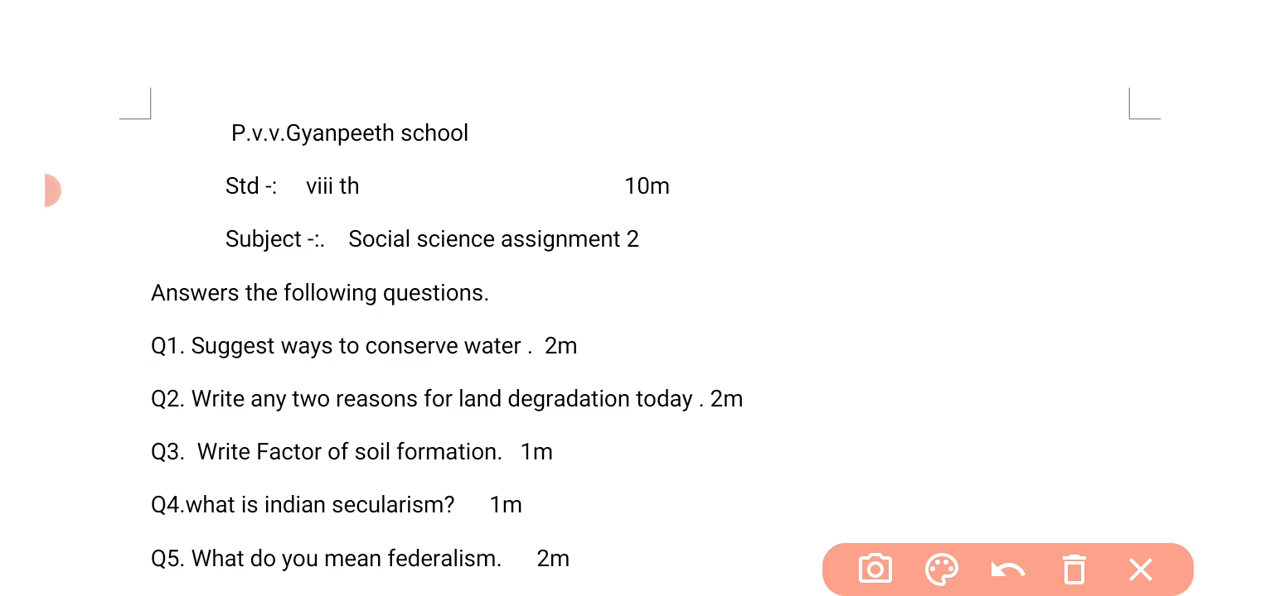 P.v.v.Gyanpeeth school
Std -: viii th 10m
Subject -:. Social science assignment 2
Answers the following questions.
Q1. Suggest ways to conserve water . 2m
Q2. Write any two reasons for land degradation today . 2m
Q3. Write Factor of soil formation. 1m
Q4.what is indian secularism? 1m
Q5. What do you mean federalism. 2m